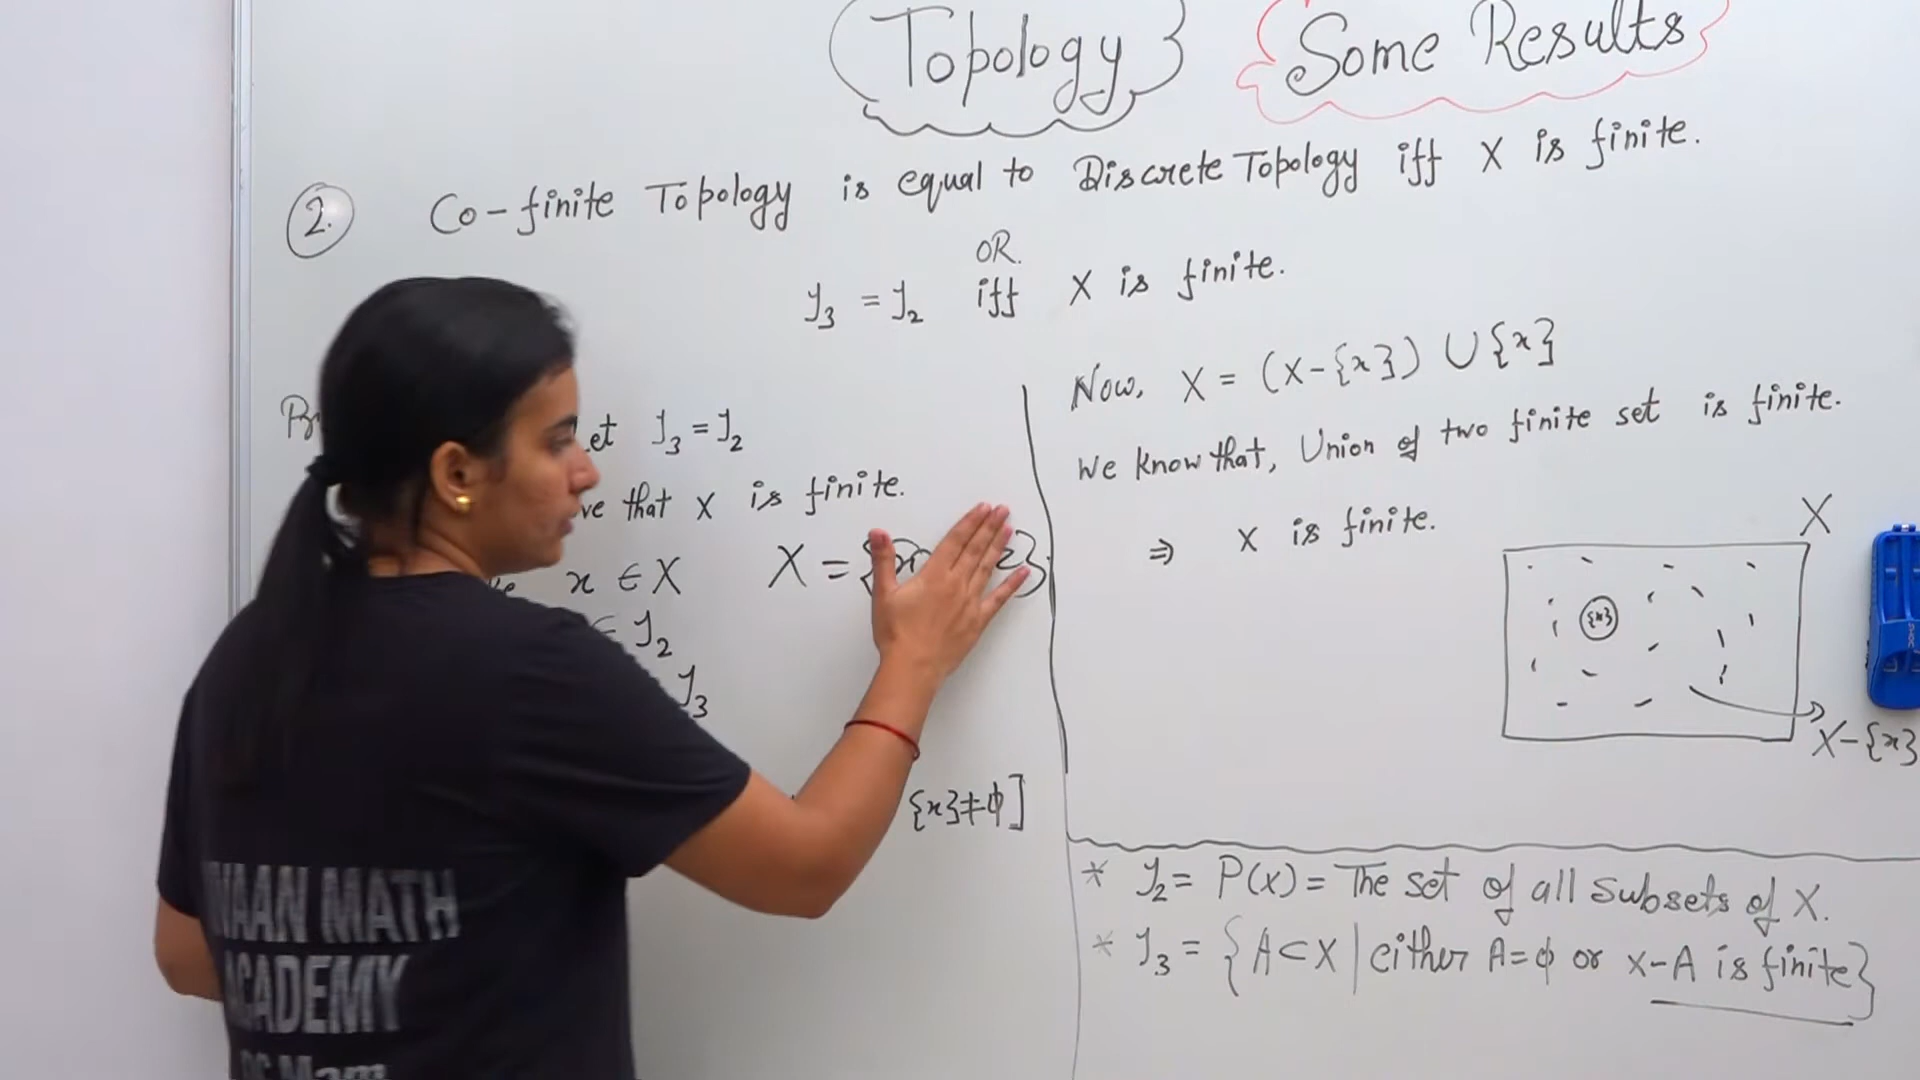 Topology Some Results
2. Co-finite Topology is equal to Discrete Topology iff X is finite.
OR.
J₃ = J₂ iff X is finite.
Let J₃ = J₂
that X is finite.
x ∈ X X = {
∈ J₂
J₃
{x}≠ϕ]
Now, X = (X-{x}) ∪ {x}
We know that, Union of two finite set is finite.
⇒ X is finite.
X
{x}
X-{x}
* J₂ = P(X) = The set of all subsets of X.
* J₃ = {A⊂X | either A=ϕ or X-A is finite}
MATH
ACADEMY